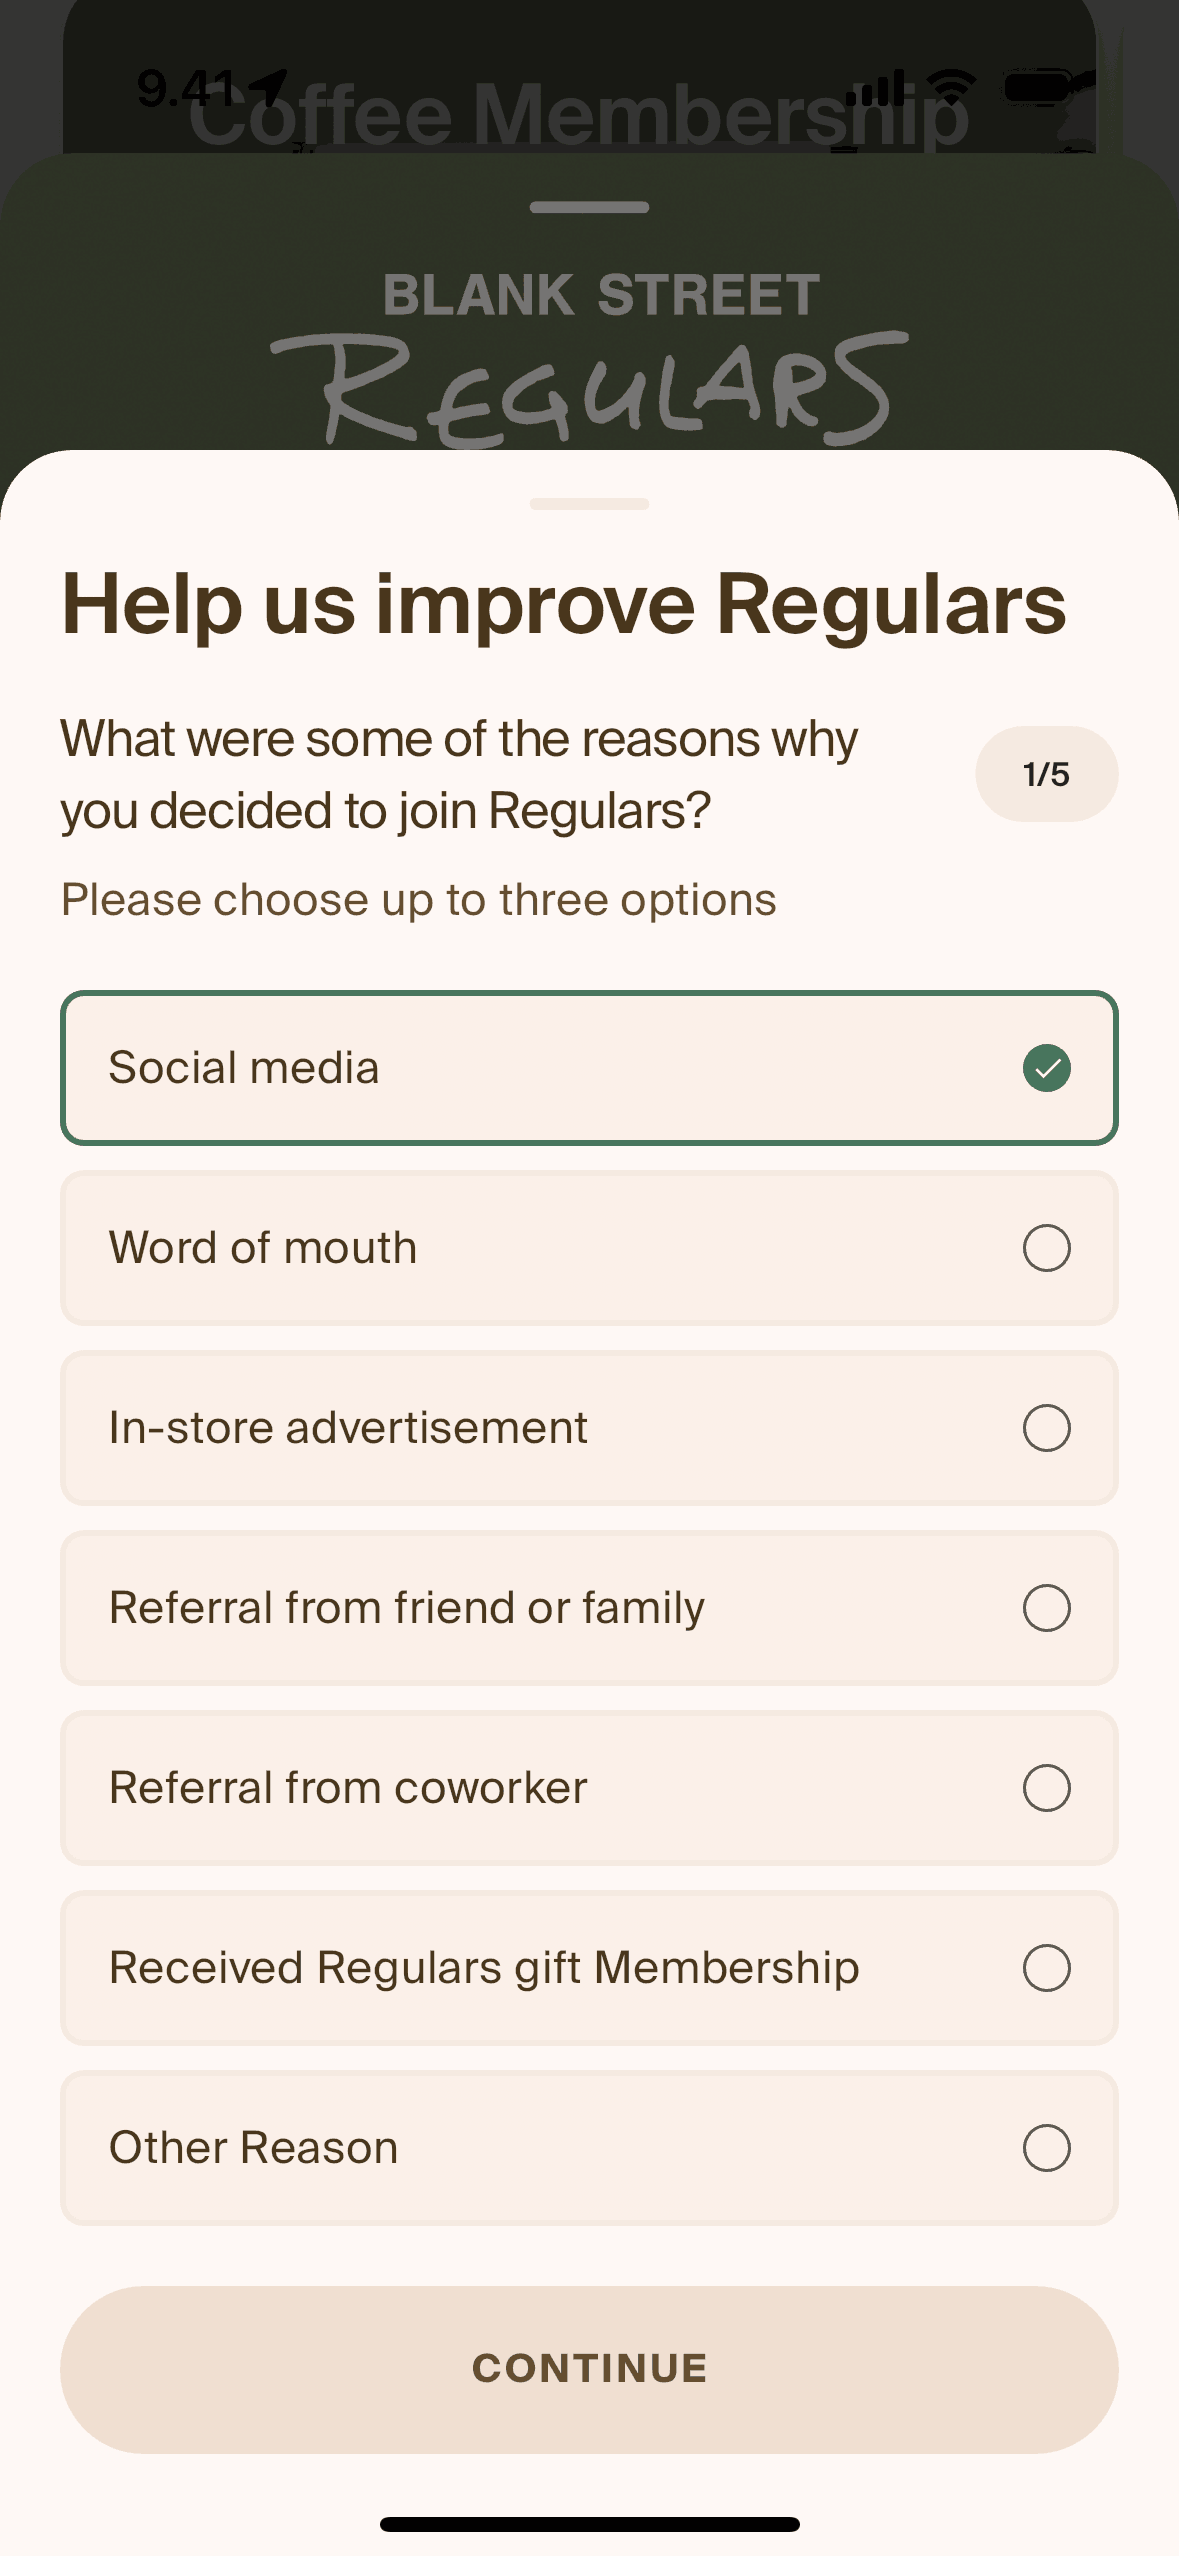 9.41
Coffee Membership
BLANK STREET
REGULARS
Help us improve Regulars
What were some of the reasons why
you decided to join Regulars?
1/5
Please choose up to three options
Social media
Word of mouth
In-store advertisement
Referral from friend or family
Referral from coworker
Received Regulars gift Membership
Other Reason
CONTINUE